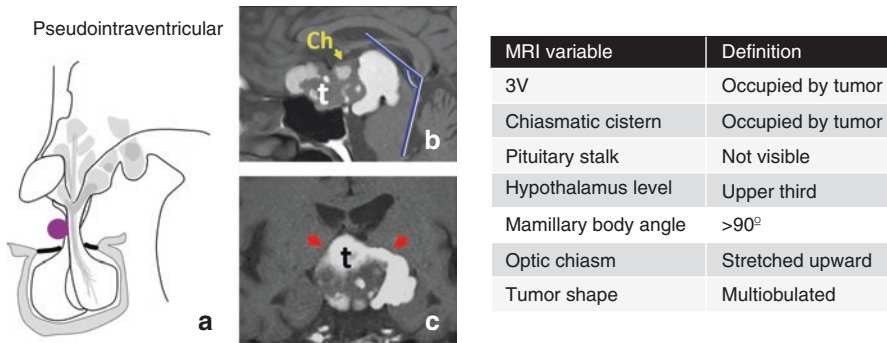 Pseudointraventricular
a
Ch
t
b
t
c
MRI variable Definition
3V Occupied by tumor
Chiasmatic cistern Occupied by tumor
Pituitary stalk Not visible
Hypothalamus level Upper third
Mamillary body angle >90º
Optic chiasm Stretched upward
Tumor shape Multiobulated